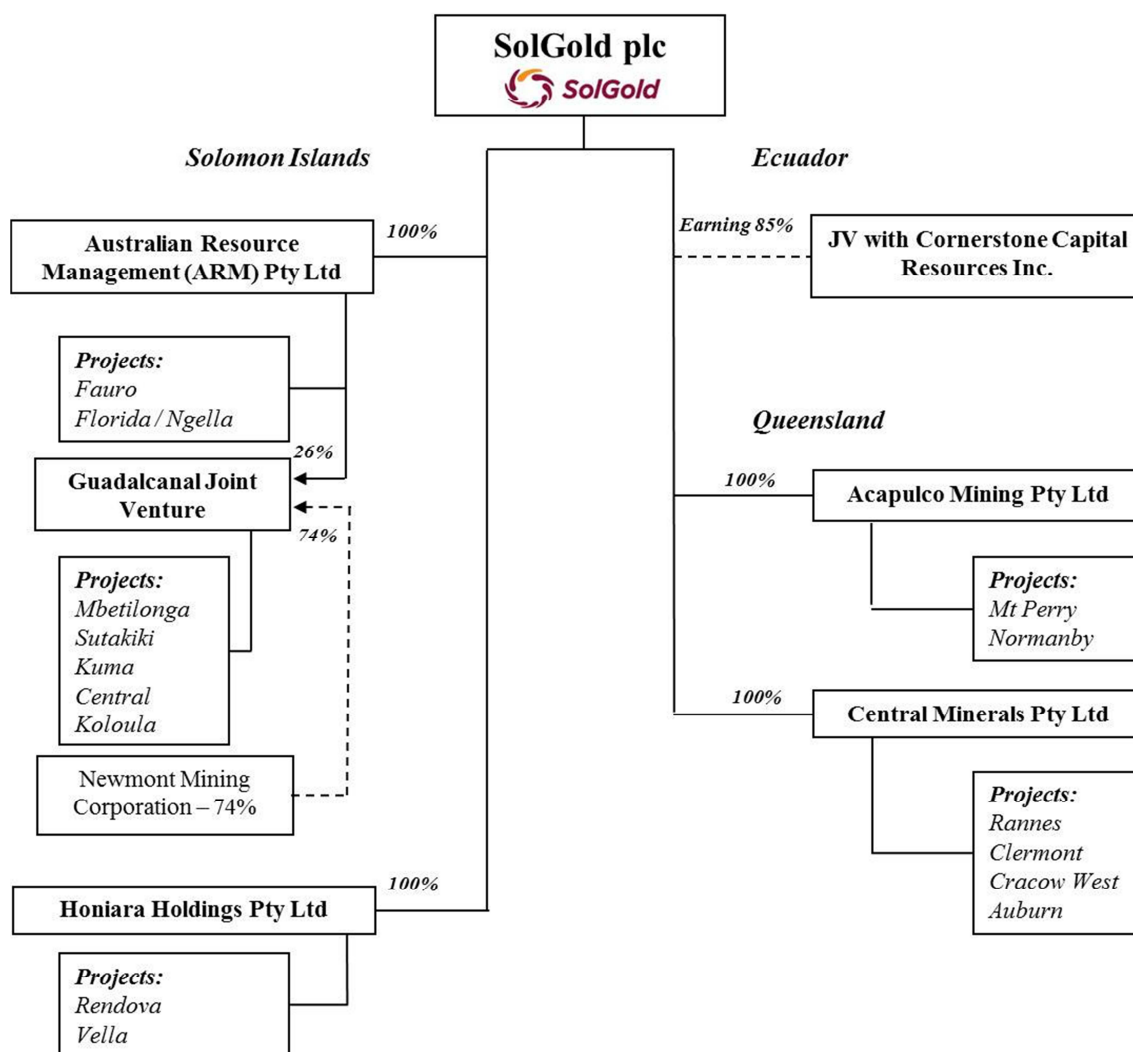 SolGold plc
SolGold
Solomon Islands
Ecuador
100%
Australian Resource
Management (ARM) Pty Ltd
Earning 85%
JV with Cornerstone Capital
Resources Inc.
Projects:
Fauro
Florida / Ngella
26%
Guadalcanal Joint
Venture
74%
Projects:
Mbetilonga
Sutakiki
Kuma
Central
Koloula
Newmont Mining
Corporation – 74%
Queensland
100%
Acapulco Mining Pty Ltd
Projects:
Mt Perry
Normanby
100%
Central Minerals Pty Ltd
Projects:
Rannes
Clermont
Cracow West
Auburn
100%
Honiara Holdings Pty Ltd
Projects:
Rendova
Vella